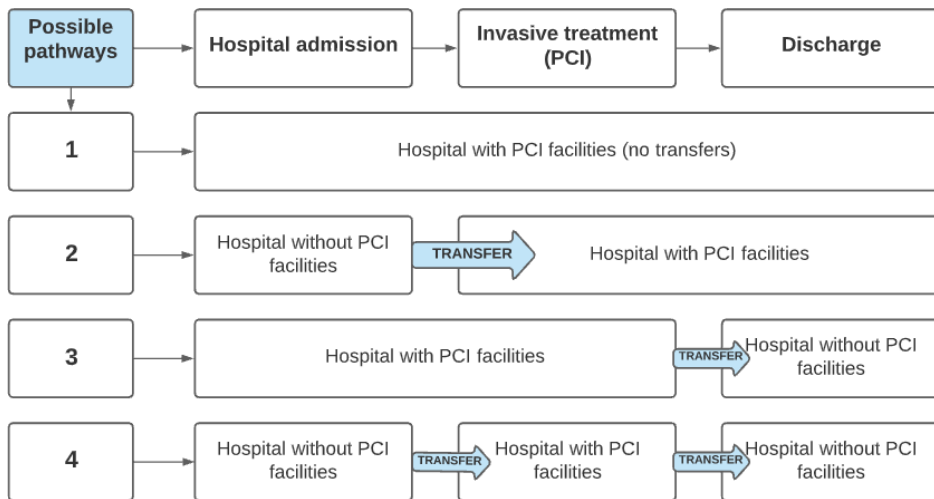 Possible
pathways
Hospital admission
Invasive treatment
(PCI)
Discharge
1
Hospital with PCI facilities (no transfers)
2
Hospital without PCI
facilities
TRANSFER
Hospital with PCI facilities
3
Hospital with PCI facilities
TRANSFER
Hospital without PCI
facilities
4
Hospital without PCI
facilities
TRANSFER
Hospital with PCI
facilities
TRANSFER
Hospital without PCI
facilities